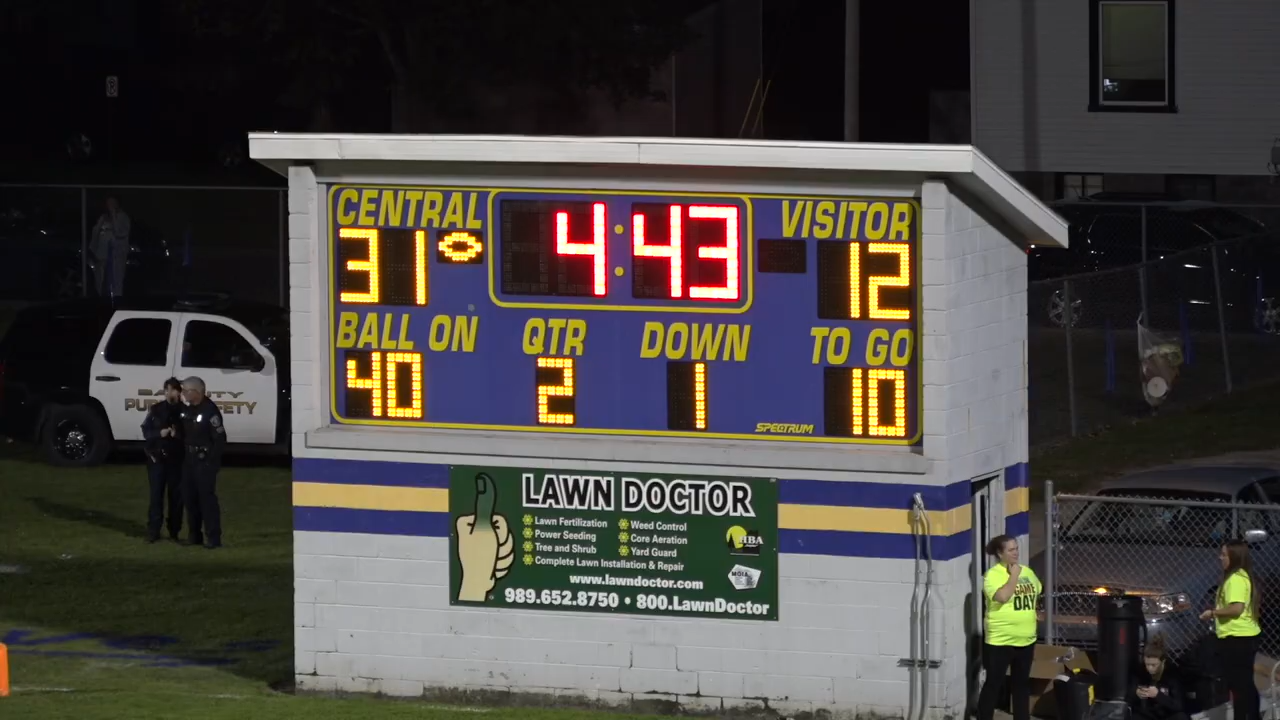 CENTRAL 4:43 VISITOR
31 12
BALL ON QTR DOWN TO GO
40 2 1 10
SPECTRUM
LAWN DOCTOR
Lawn Fertilization Weed Control
Power Seeding Core Aeration
Tree and Shrub Yard Guard
Complete Lawn Installation & Repair
www.lawndoctor.com
989.652.8750 • 800.LawnDoctor
GAME
DAY